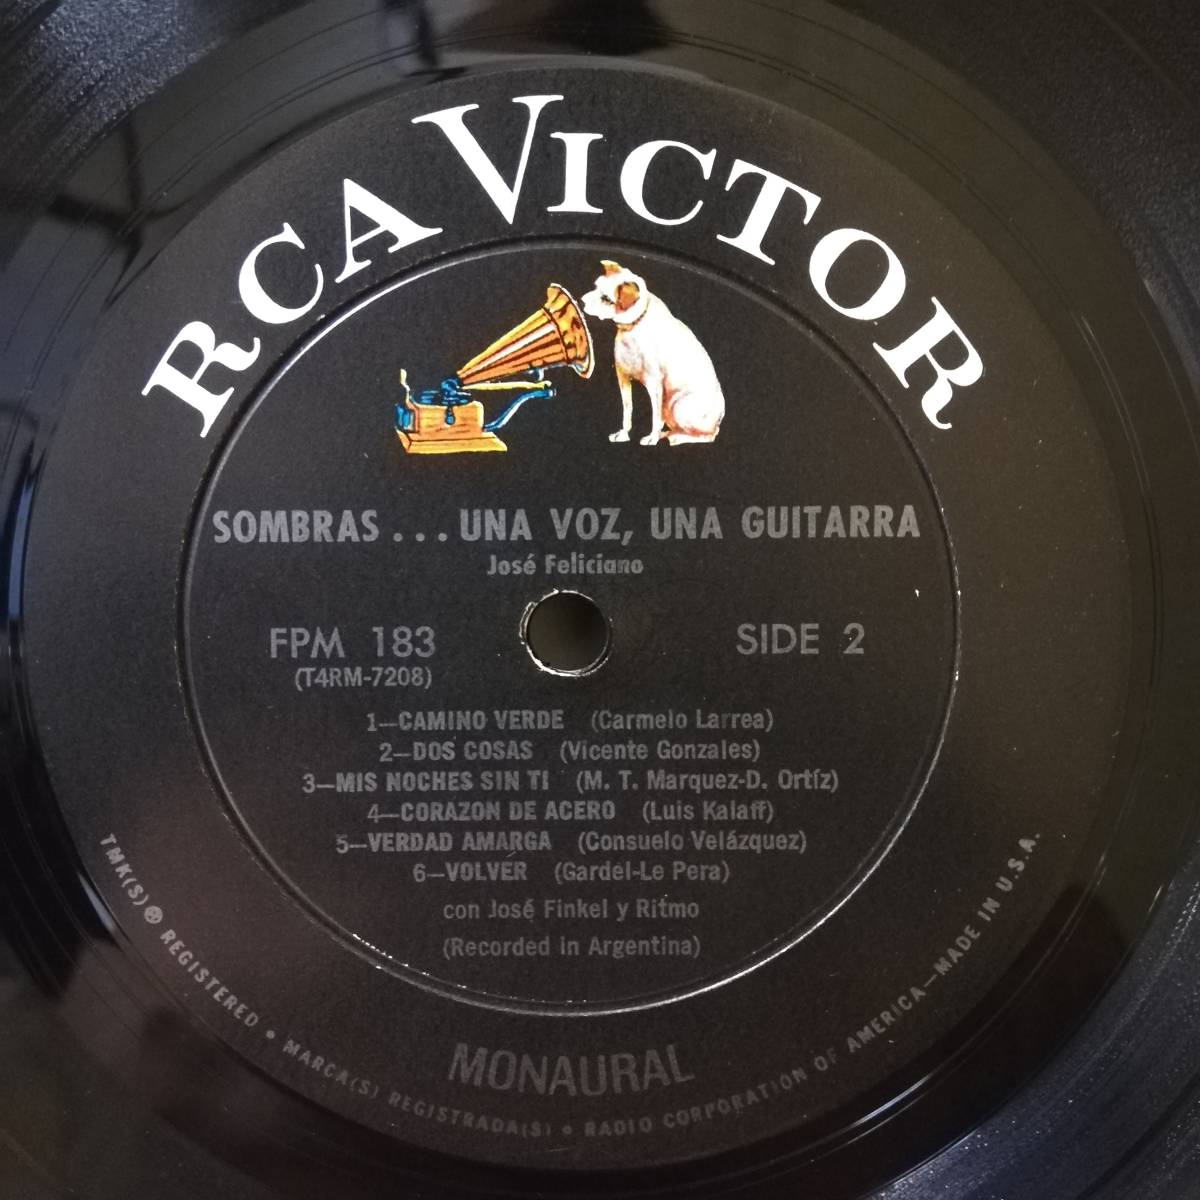 RCA VICTOR
SOMBRAS . . . UNA VOZ, UNA GUITARRA
José Feliciano
FPM 183
(T4RM-7208)
SIDE 2
1—CAMINO VERDE (Carmelo Larrea)
2—DOS COSAS (Vicente Gonzales)
3—MIS NOCHES SIN TI (M. T. Marquez-D. Ortíz)
4—CORAZON DE ACERO (Luis Kalaff)
5—VERDAD AMARGA (Consuelo Velázquez)
6—VOLVER (Gardel-Le Pera)
con José Finkel y Ritmo
(Recorded in Argentina)
MONAURAL
TMK(S) ® REGISTERED • MARCA(S) REGISTRADA(S) • RADIO CORPORATION OF AMERICA—MADE IN U.S.A.